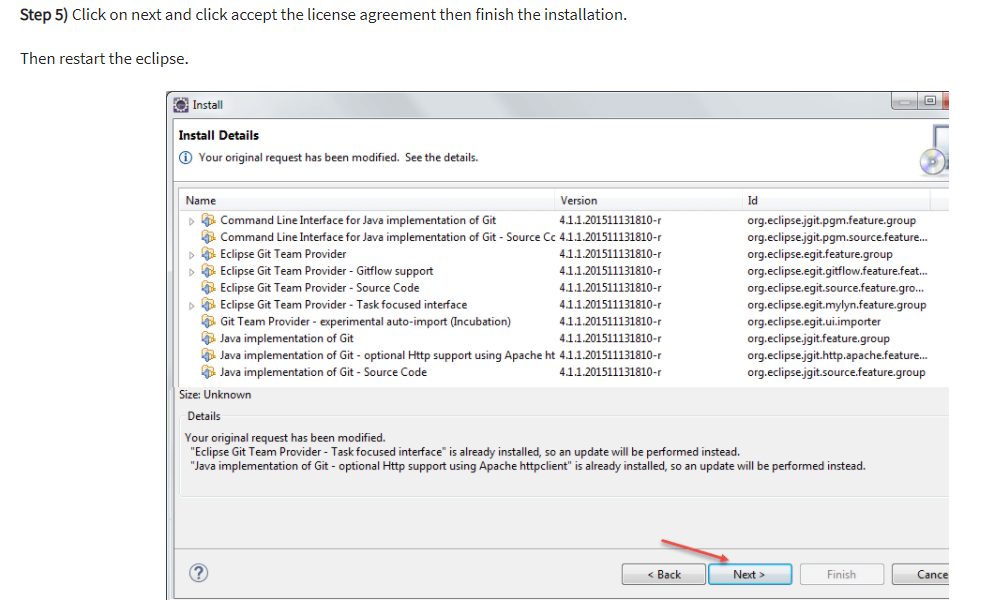 Step 5) Click on next and click accept the license agreement then finish the installation.
Then restart the eclipse.
Install
Install Details
Your original request has been modified. See the details.
Name Version Id
Command Line Interface for Java implementation of Git 4.1.1.201511131810-r org.eclipse.jgit.pgm.feature.group
Command Line Interface for Java implementation of Git - Source Cc 4.1.1.201511131810-r org.eclipse.jgit.pgm.source.feature...
Eclipse Git Team Provider 4.1.1.201511131810-r org.eclipse.egit.feature.group
Eclipse Git Team Provider - Gitflow support 4.1.1.201511131810-r org.eclipse.egit.gitflow.feature.feat...
Eclipse Git Team Provider - Source Code 4.1.1.201511131810-r org.eclipse.egit.source.feature.gro...
Eclipse Git Team Provider - Task focused interface 4.1.1.201511131810-r org.eclipse.egit.mylyn.feature.group
Git Team Provider - experimental auto-import (Incubation) 4.1.1.201511131810-r org.eclipse.egit.ui.importer
Java implementation of Git 4.1.1.201511131810-r org.eclipse.jgit.feature.group
Java implementation of Git - optional Http support using Apache ht 4.1.1.201511131810-r org.eclipse.jgit.http.apache.feature...
Java implementation of Git - Source Code 4.1.1.201511131810-r org.eclipse.jgit.source.feature.group
Size: Unknown
Details
Your original request has been modified.
"Eclipse Git Team Provider - Task focused interface" is already installed, so an update will be performed instead.
"Java implementation of Git - optional Http support using Apache httpclient" is already installed, so an update will be performed instead.
? < Back Next > Finish Cance